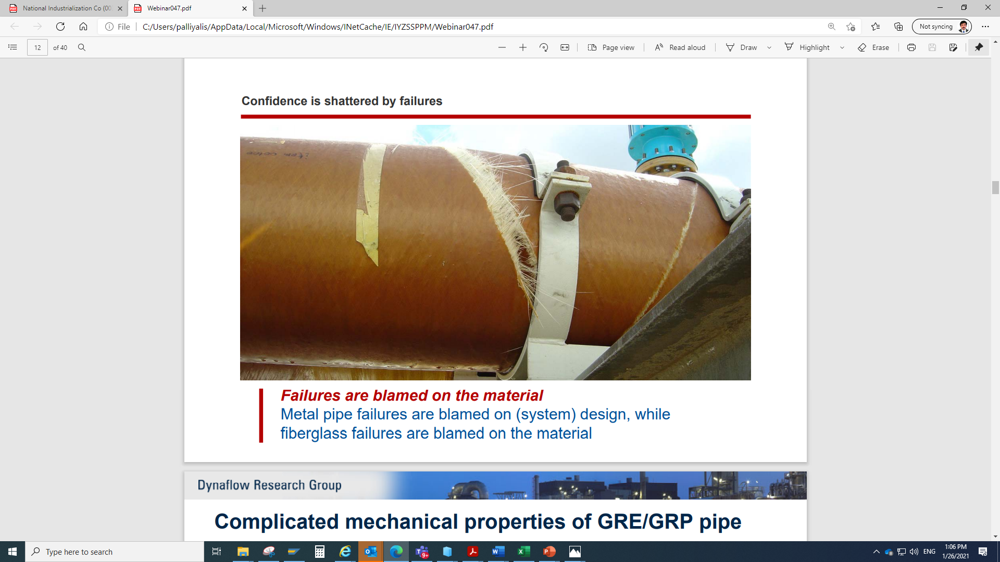 National Industrialization Co (00
Webinar047.pdf
File
C:/Users/palliyalis/AppData/Local/Microsoft/Windows/INetCache/IE/IYZSSPPM/Webinar047.pdf
Not syncing
12 of 40
Page view
Read aloud
Draw
Highlight
Erase
Confidence is shattered by failures
Failures are blamed on the material
Metal pipe failures are blamed on (system) design, while
fiberglass failures are blamed on the material
Dynaflow Research Group
Complicated mechanical properties of GRE/GRP pipe
Type here to search
9+
ENG
1:06 PM
1/26/2021